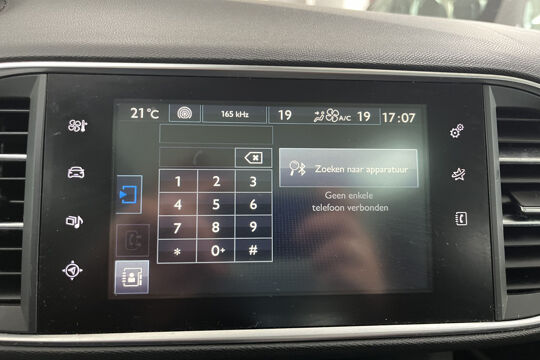 21°C 165 kHz 19 A/C 19 17:07
Zoeken naar apparatuur
Geen enkele
telefoon verbonden
1 2 3
4 5 6
7 8 9
* 0+ #